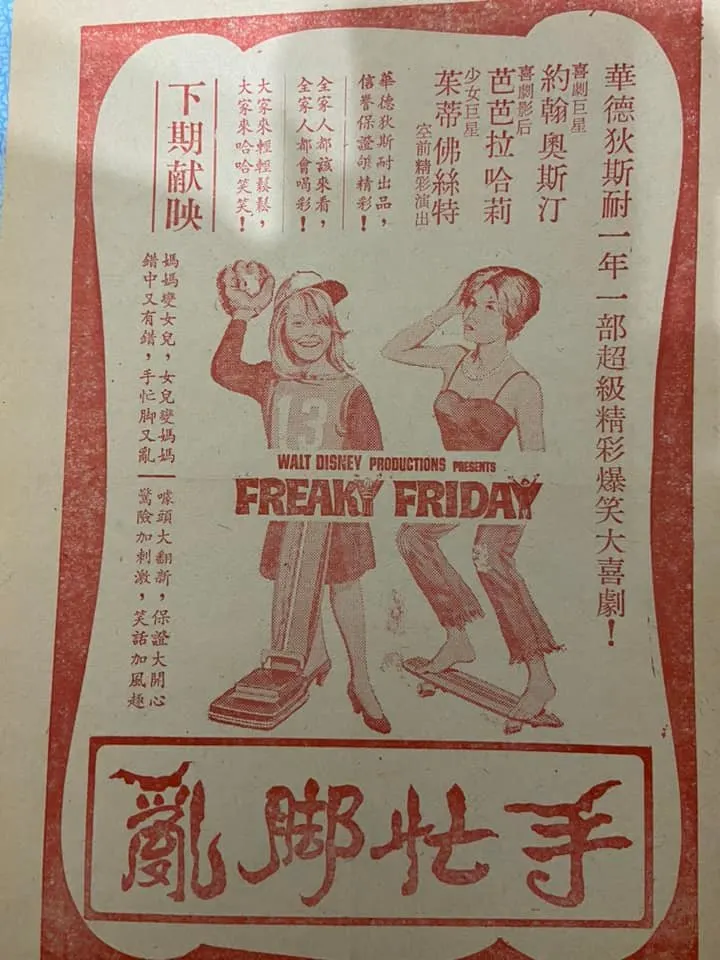 華德狄斯耐一年一部超級精彩爆笑大喜劇！
喜劇巨星
約翰奧斯汀
喜劇影后
芭芭拉哈莉
少女巨星
茱蒂佛絲特
空前精彩演出
華德狄斯耐出品，
信譽保證頂精彩！
全家人都該來看，
全家人都會喝彩！
大家來輕輕鬆鬆，
大家來哈哈笑笑！
下期献映
媽媽變女兒，女兒變媽媽
錯中又有錯，手忙脚又亂
噱頭大翻新，保證大開心
驚險加刺激，笑話加風趣
13
WALT DISNEY PRODUCTIONS PRESENTS
FREAKY FRIDAY
手忙脚亂